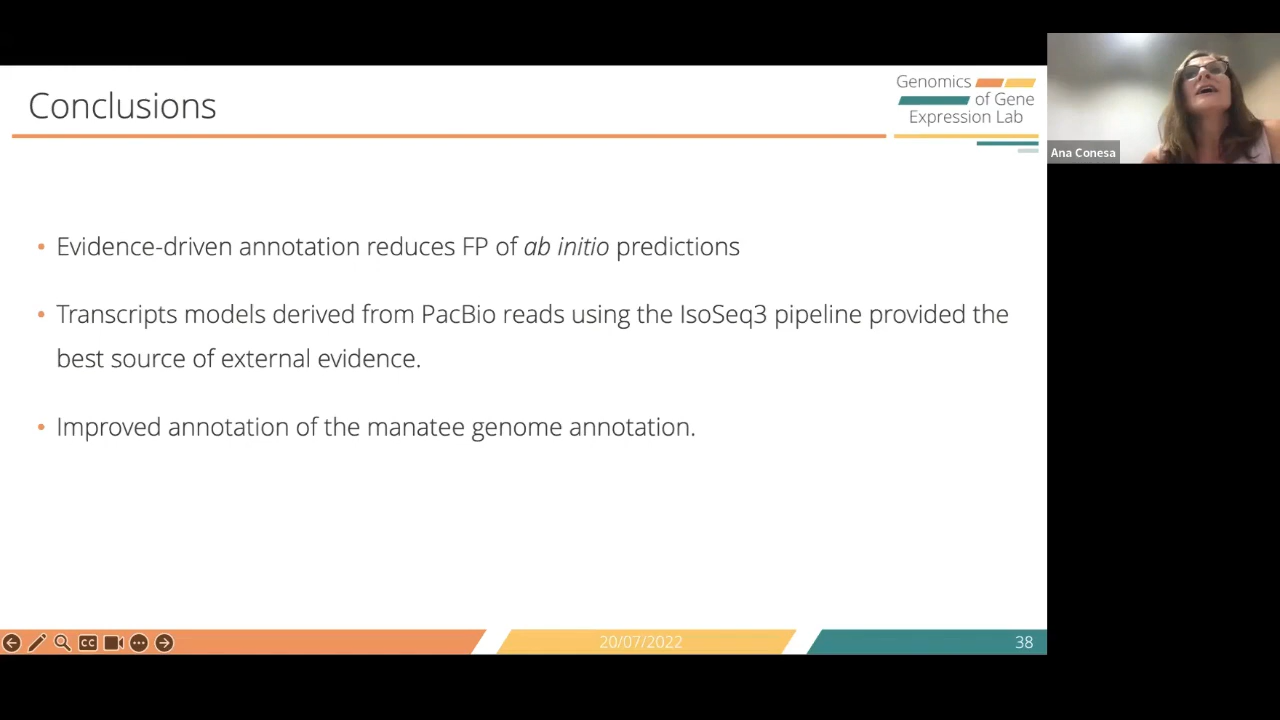 Conclusions
Genomics
of Gene
Expression Lab
Ana Conesa
• Evidence-driven annotation reduces FP of ab initio predictions
• Transcripts models derived from PacBio reads using the IsoSeq3 pipeline provided the
best source of external evidence.
• Improved annotation of the manatee genome annotation.
CC
20/07/2022
38